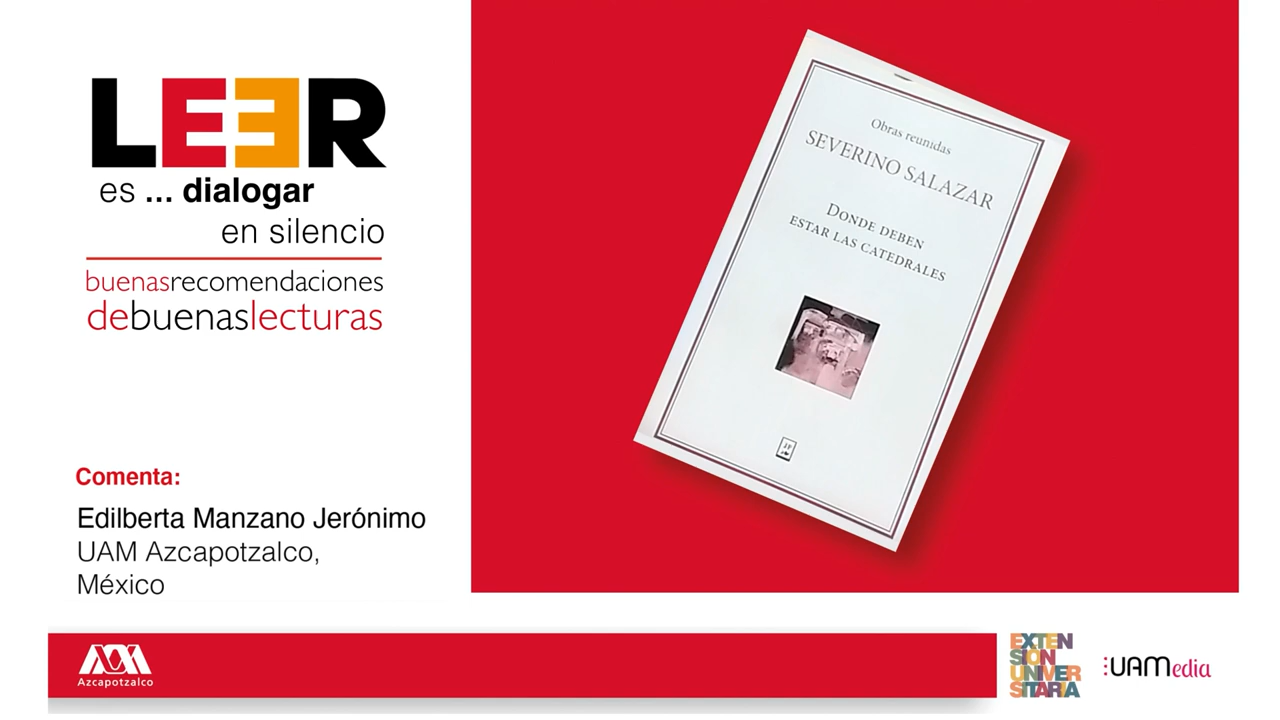 LEER
es ... dialogar
en silencio
buenasrecomendaciones
debuenaslecturas
Comenta:
Edilberta Manzano Jerónimo
UAM Azcapotzalco,
México
Obras reunidas
SEVERINO SALAZAR
DONDE DEBEN
ESTAR LAS CATEDRALES
Azcapotzalco
EXTEN
SIÓN
UNIVER
SITARIA
UAMedia